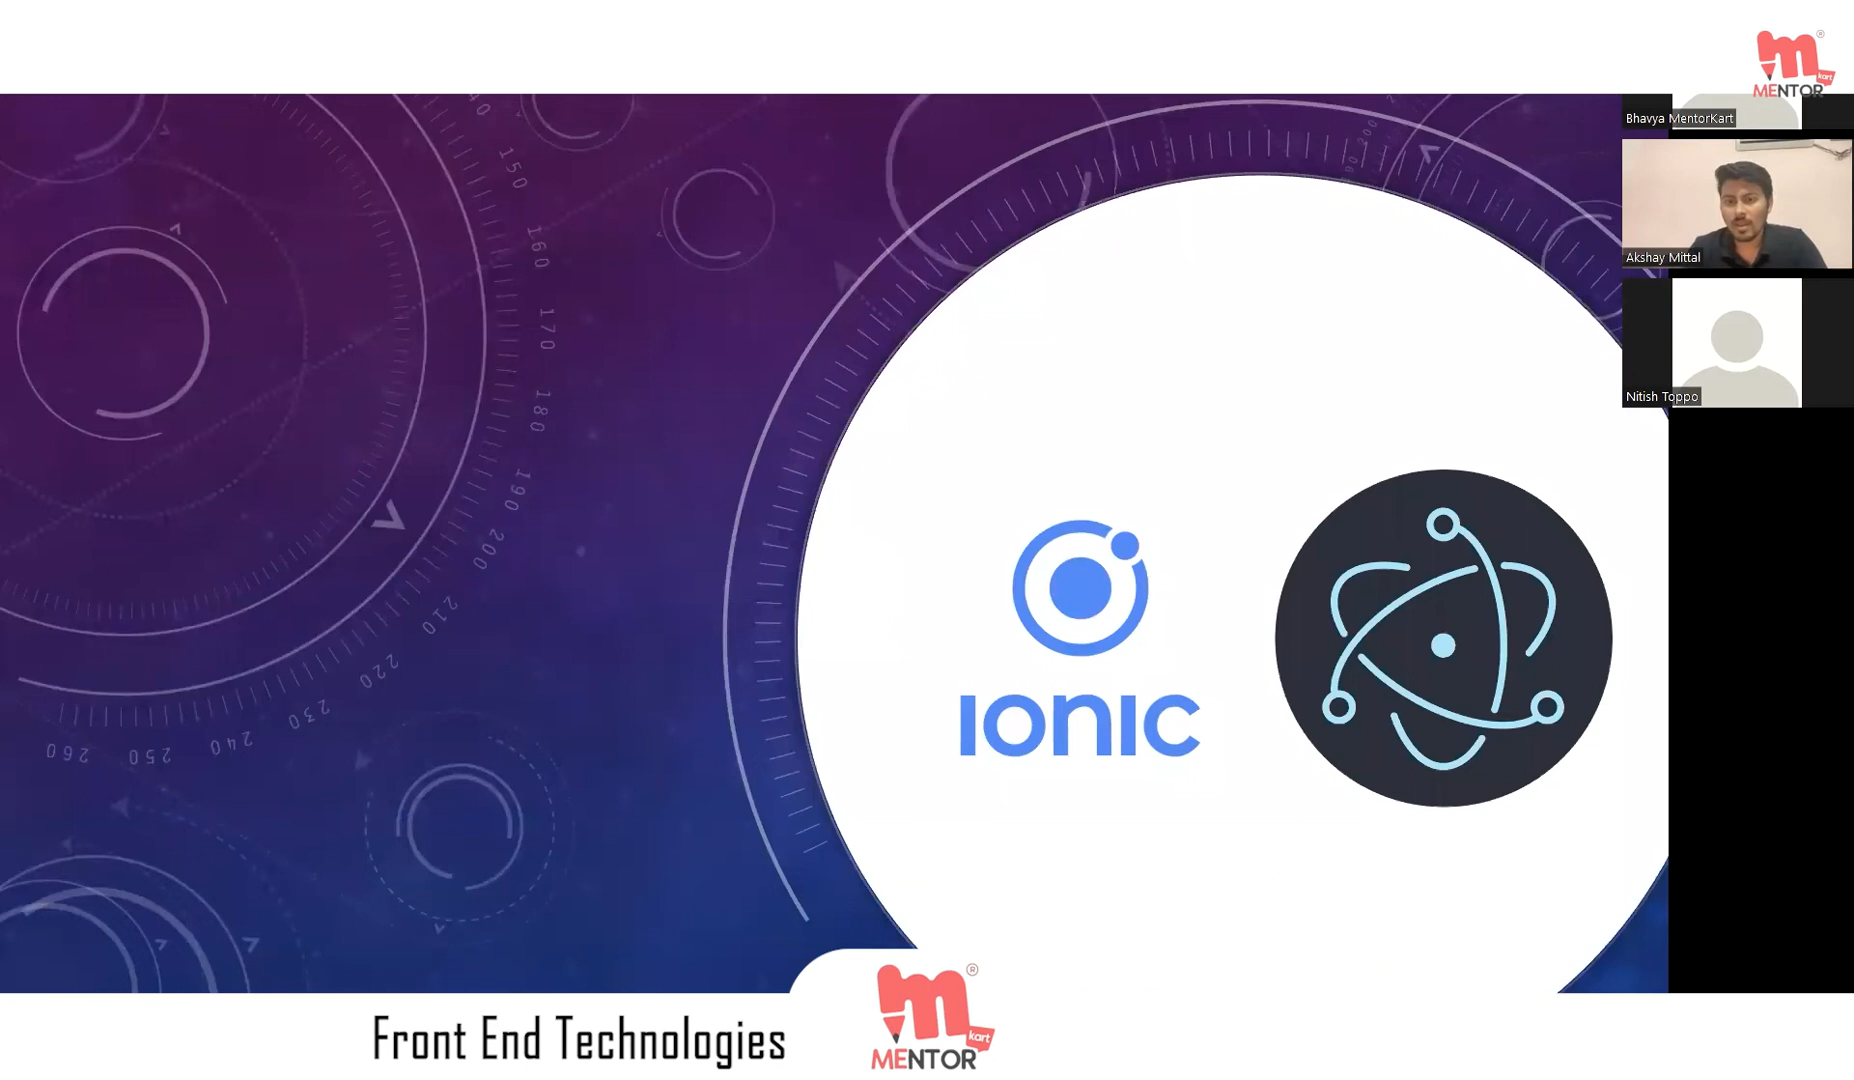 MENTOR
kart
®
Bhavya MentorKart
Akshay Mittal
Nitish Toppo
150
160
170
180
190
200
210
220
230
240
250
260
IONIC
Front End Technologies
®
kart
MENTOR